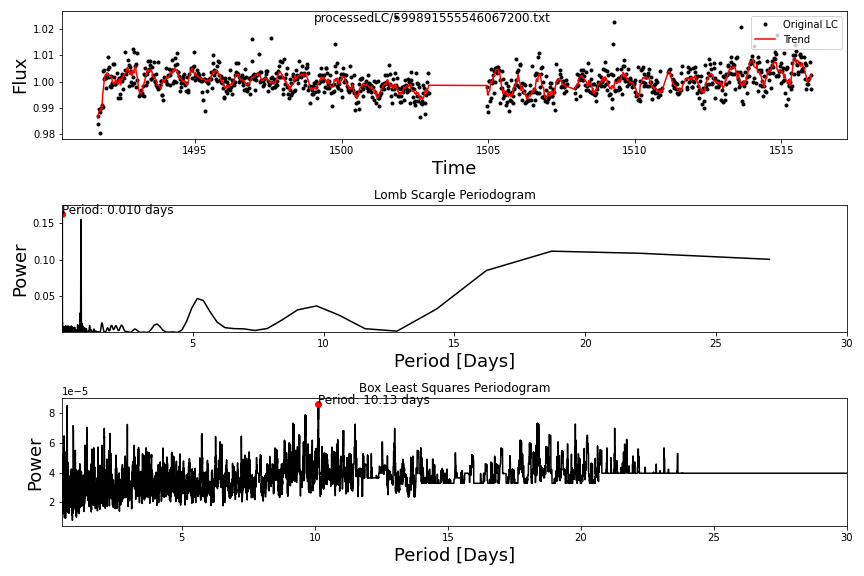 processedLC/599891555546067200.txt
Original LC
Trend
Flux
1.02
1.01
1.00
0.99
0.98
1495
1500
1505
1510
1515
Time
Lomb Scargle Periodogram
Period: 0.010 days
Power
0.15
0.10
0.05
5
10
15
20
25
30
Period [Days]
Box Least Squares Periodogram
1e−5
Period: 10.13 days
Power
8
6
4
2
5
10
15
20
25
30
Period [Days]